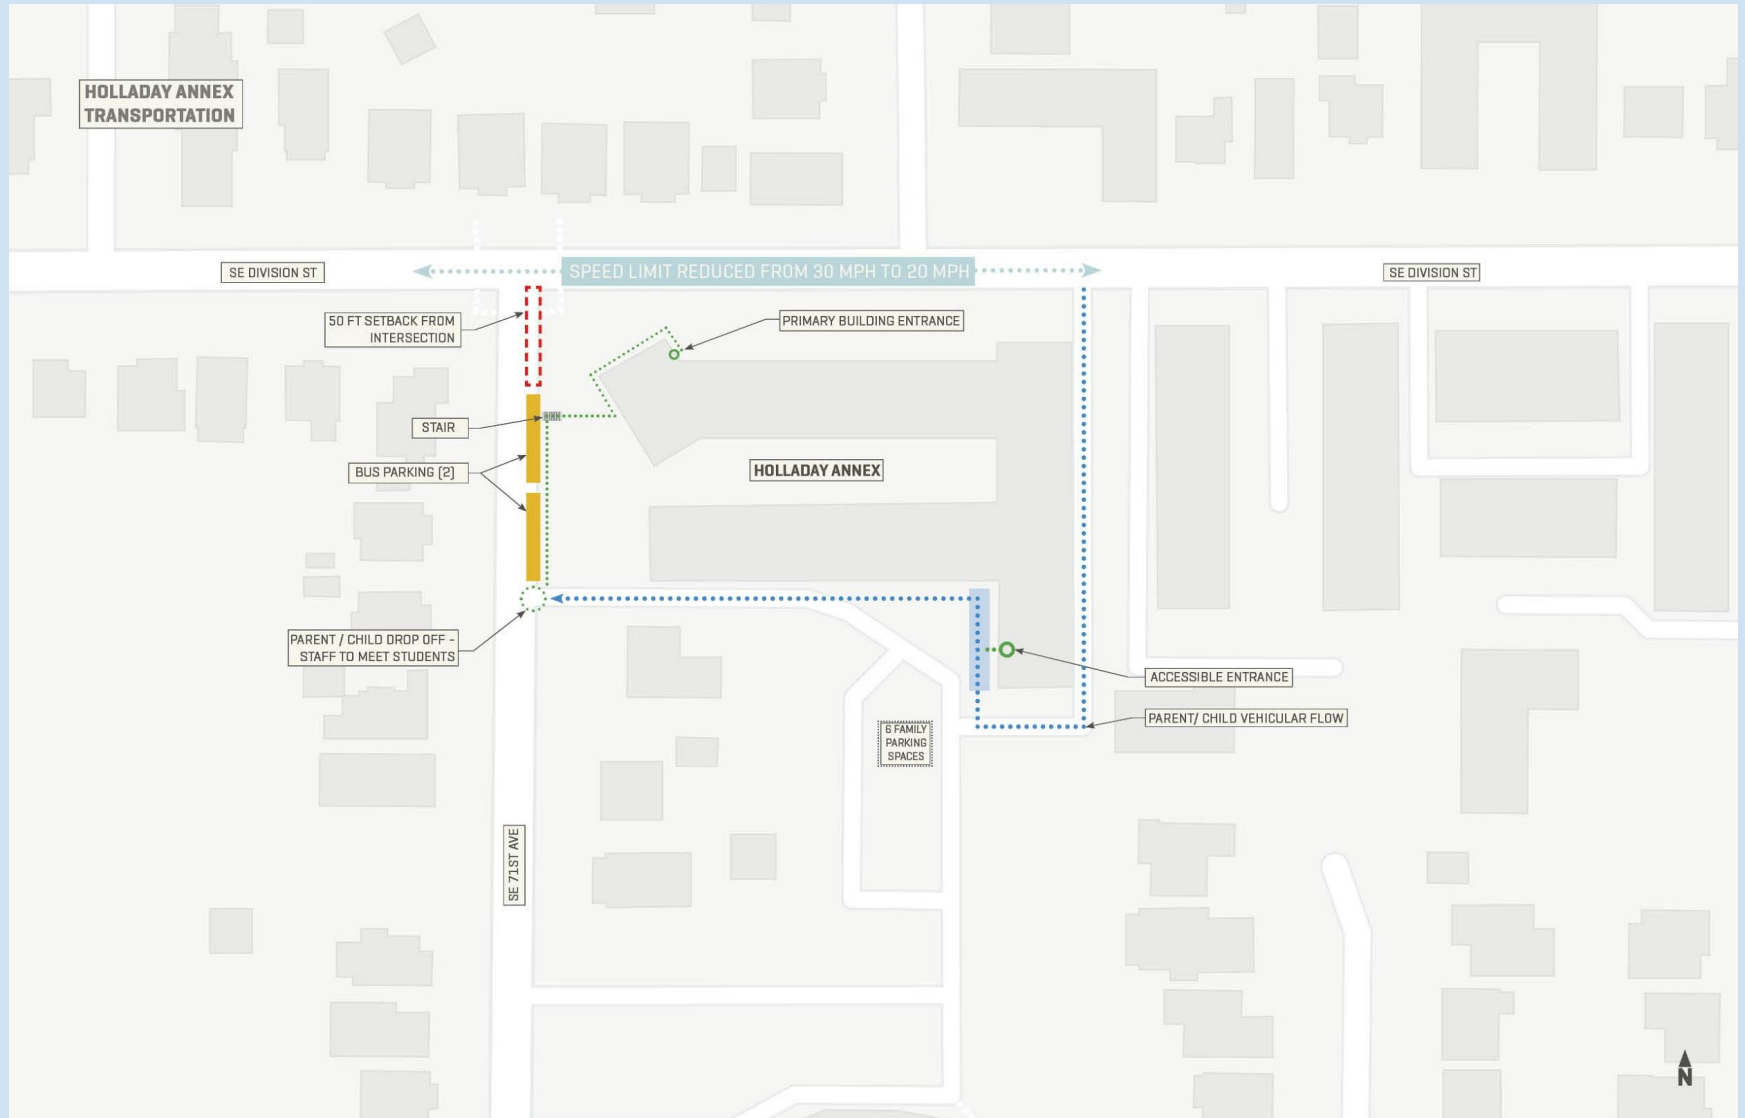 HOLLADAY ANNEX
TRANSPORTATION
SE DIVISION ST
SPEED LIMIT REDUCED FROM 30 MPH TO 20 MPH
SE DIVISION ST
50 FT SETBACK FROM
INTERSECTION
PRIMARY BUILDING ENTRANCE
STAIR
BUS PARKING (2)
HOLLADAY ANNEX
PARENT / CHILD DROP OFF -
STAFF TO MEET STUDENTS
ACCESSIBLE ENTRANCE
PARENT/ CHILD VEHICULAR FLOW
6 FAMILY
PARKING
SPACES
SE 71ST AVE
N